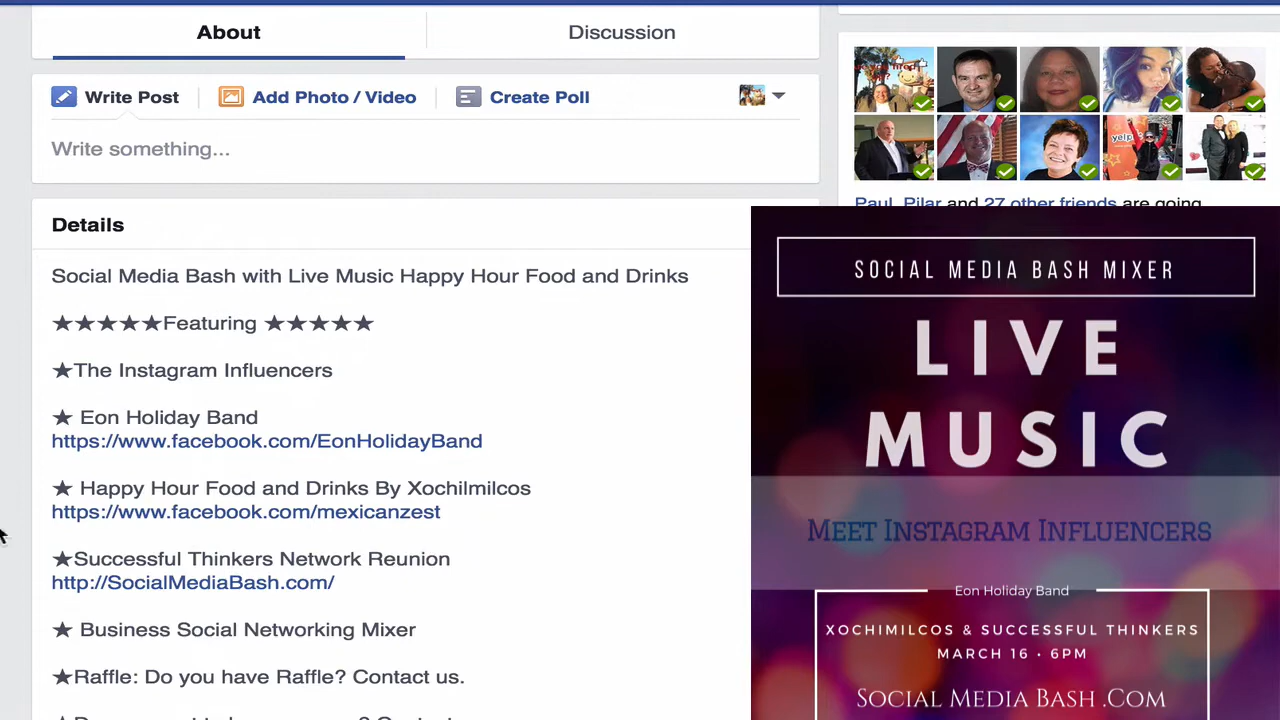 About
Discussion
Write Post
Add Photo / Video
Create Poll
Write something...
Paul, Pilar and 27 other friends are going
Details
Social Media Bash with Live Music Happy Hour Food and Drinks
★★★★★Featuring ★★★★★
★The Instagram Influencers
★ Eon Holiday Band
https://www.facebook.com/EonHolidayBand
★ Happy Hour Food and Drinks By Xochilmilcos
https://www.facebook.com/mexicanzest
★Successful Thinkers Network Reunion
http://SocialMediaBash.com/
★ Business Social Networking Mixer
★Raffle: Do you have Raffle? Contact us.
SOCIAL MEDIA BASH MIXER
LIVE
MUSIC
MEET INSTAGRAM INFLUENCERS
Eon Holiday Band
XOCHIMILCOS & SUCCESSFUL THINKERS
MARCH 16 • 6PM
SOCIAL MEDIA BASH .COM
yelp